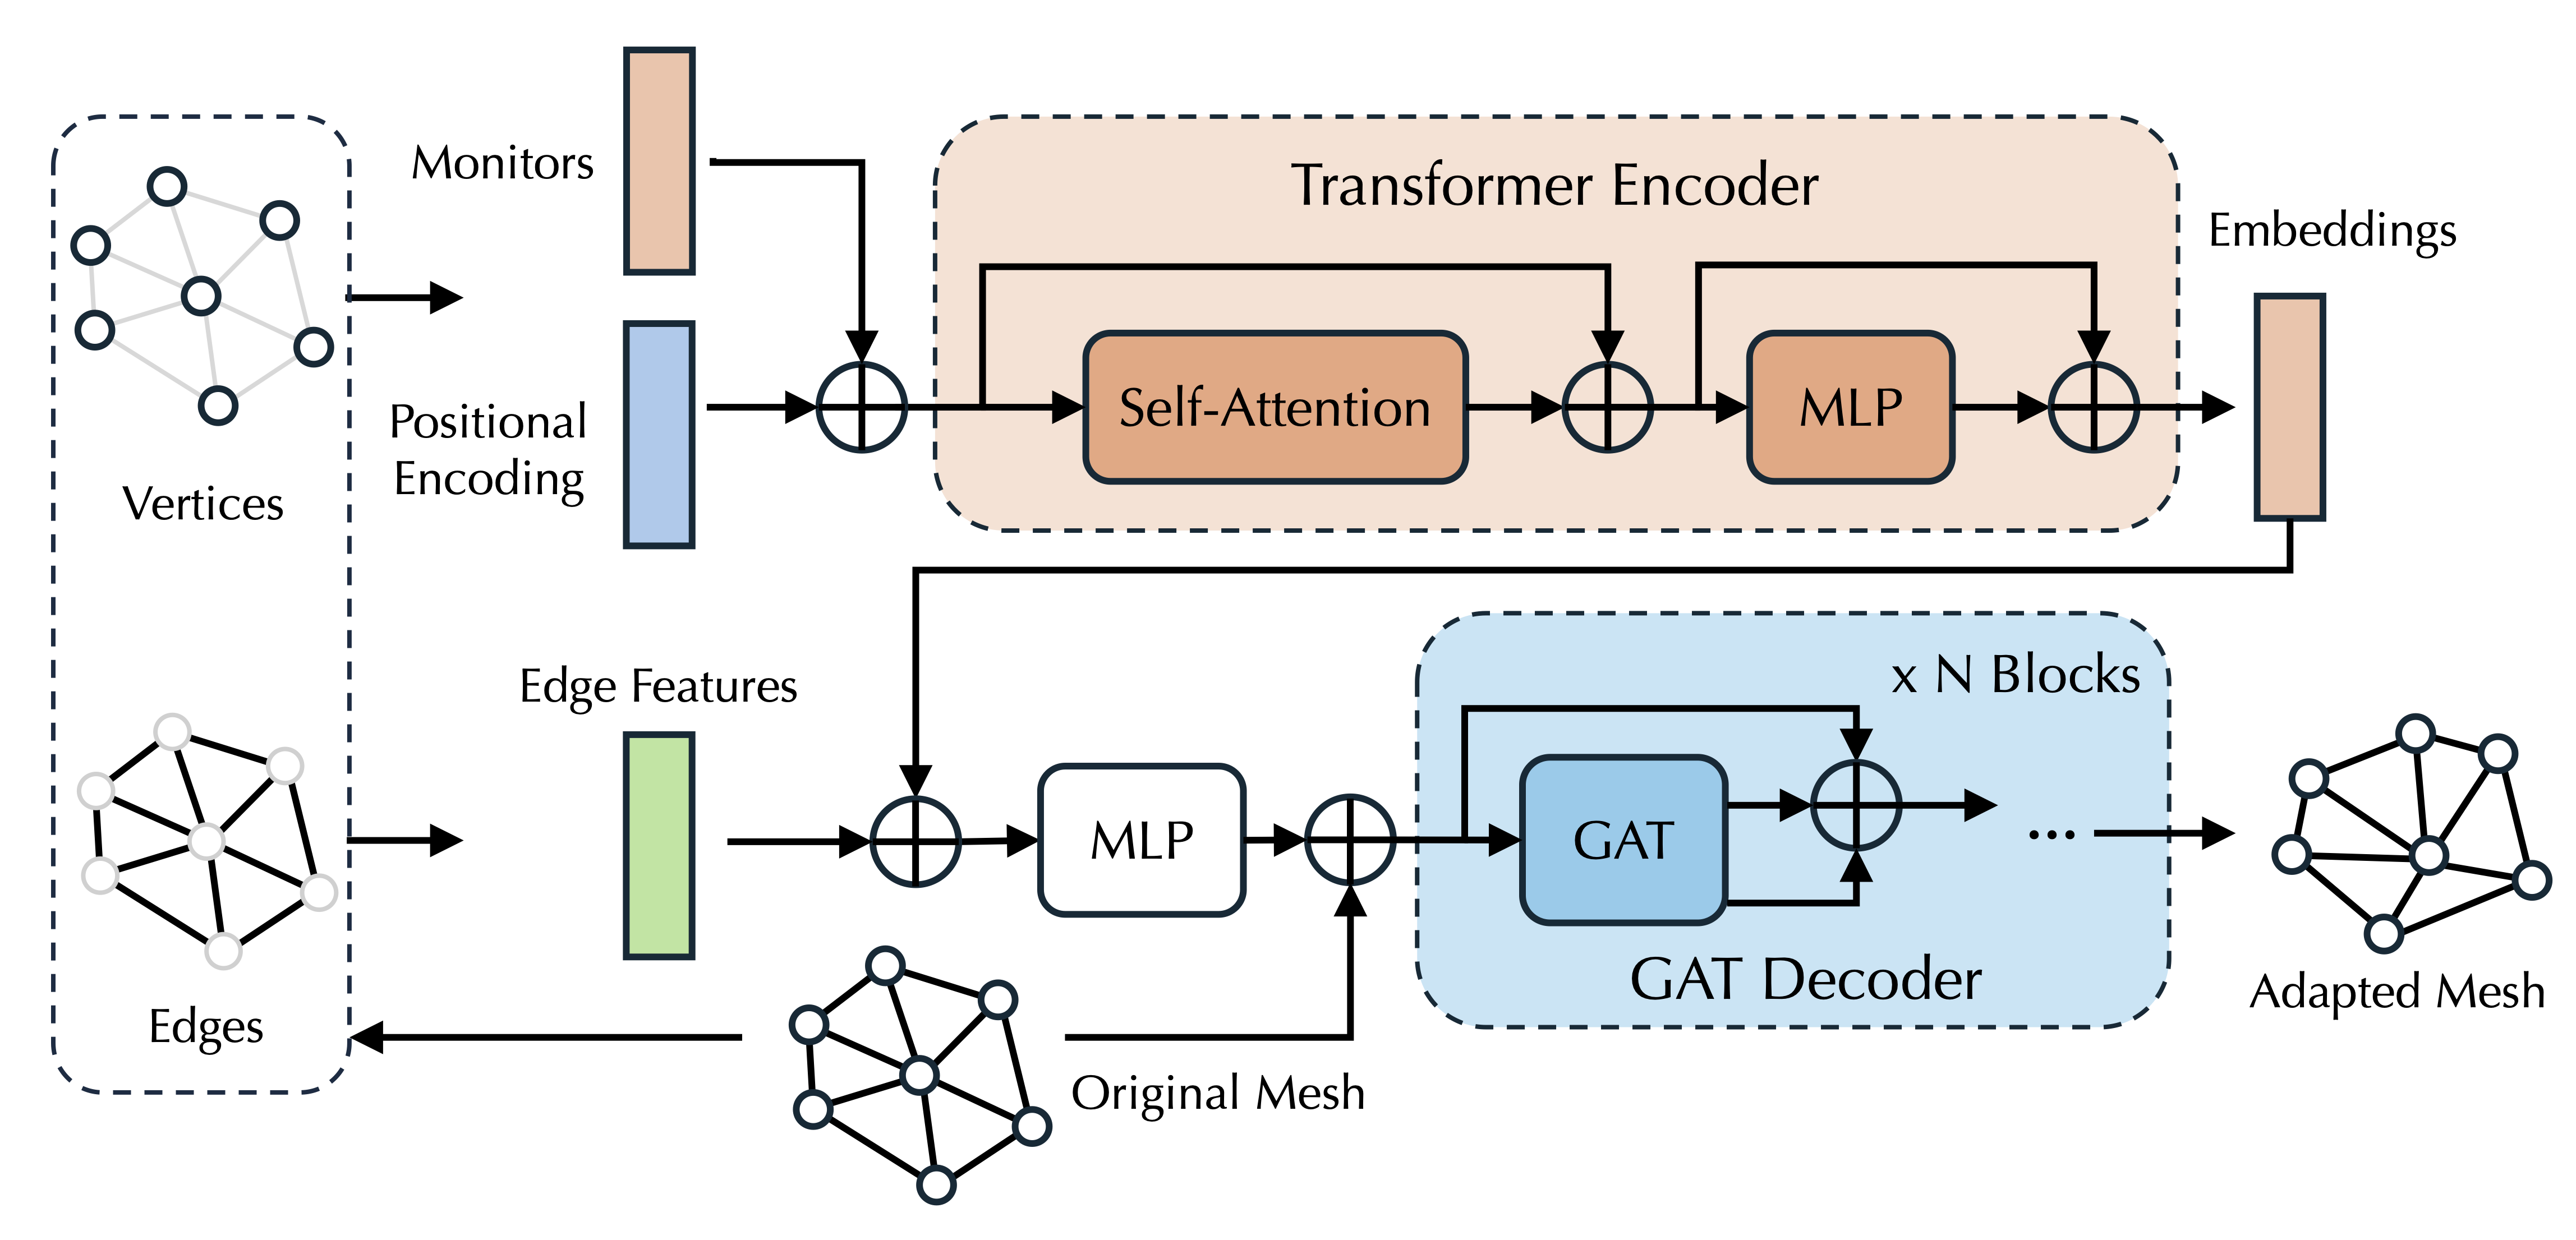 Monitors
Transformer Encoder
Embeddings
Self-Attention
MLP
Positional
Encoding
Vertices
Edge Features
x N Blocks
MLP
GAT
...
GAT Decoder
Adapted Mesh
Edges
Original Mesh